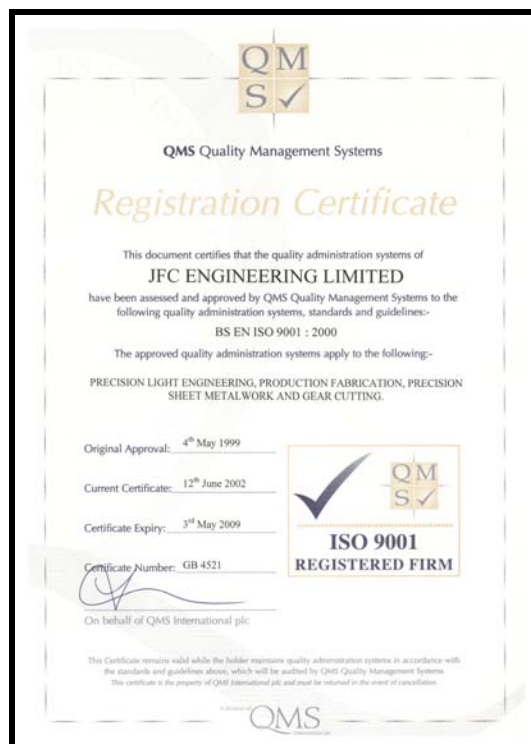 QM
S✓
QMS Quality Management Systems
Registration Certificate
This document certifies that the quality administration systems of
JFC ENGINEERING LIMITED
have been assessed and approved by QMS Quality Management Systems to the
following quality administration systems, standards and guidelines:-
BS EN ISO 9001 : 2000
The approved quality administration systems apply to the following:-
PRECISION LIGHT ENGINEERING, PRODUCTION FABRICATION, PRECISION
SHEET METALWORK AND GEAR CUTTING.
Original Approval: 4th May 1999
Current Certificate: 12th June 2002
Certificate Expiry: 3rd May 2009
Certificate Number: GB 4521
On behalf of QMS International plc
QM
S✓
ISO 9001
REGISTERED FIRM
This Certificate remains valid while the holder maintains quality administration systems in accordance with
the standards and guidelines above, which will be audited by QMS Quality Management Systems
This certificate is the property of QMS International plc and must be returned in the event of cancellation.
QMS
International plc